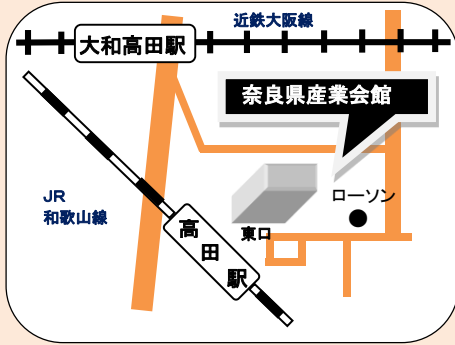 近鉄大阪線
大和高田駅
奈良県産業会館
JR
和歌山線
ローソン
東口
高田駅